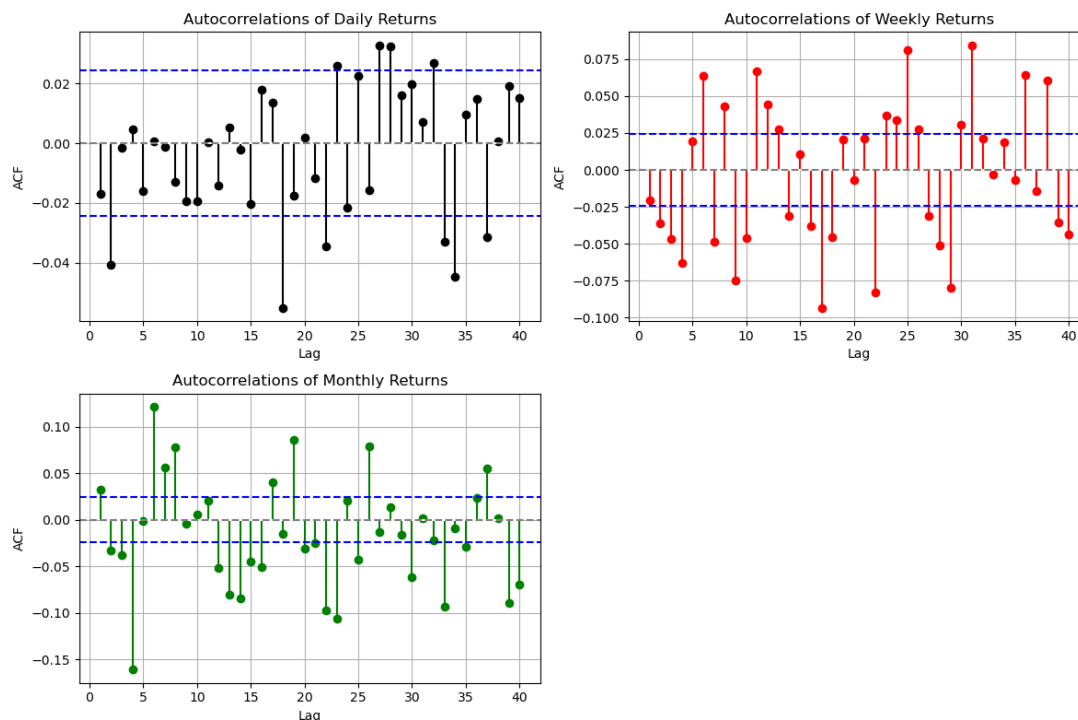 Autocorrelations of Daily Returns
ACF
0.02
0.00
−0.02
−0.04
0 5 10 15 20 25 30 35 40
Lag
Autocorrelations of Weekly Returns
ACF
0.075
0.050
0.025
0.000
−0.025
−0.050
−0.075
−0.100
0 5 10 15 20 25 30 35 40
Lag
Autocorrelations of Monthly Returns
ACF
0.10
0.05
0.00
−0.05
−0.10
−0.15
0 5 10 15 20 25 30 35 40
Lag